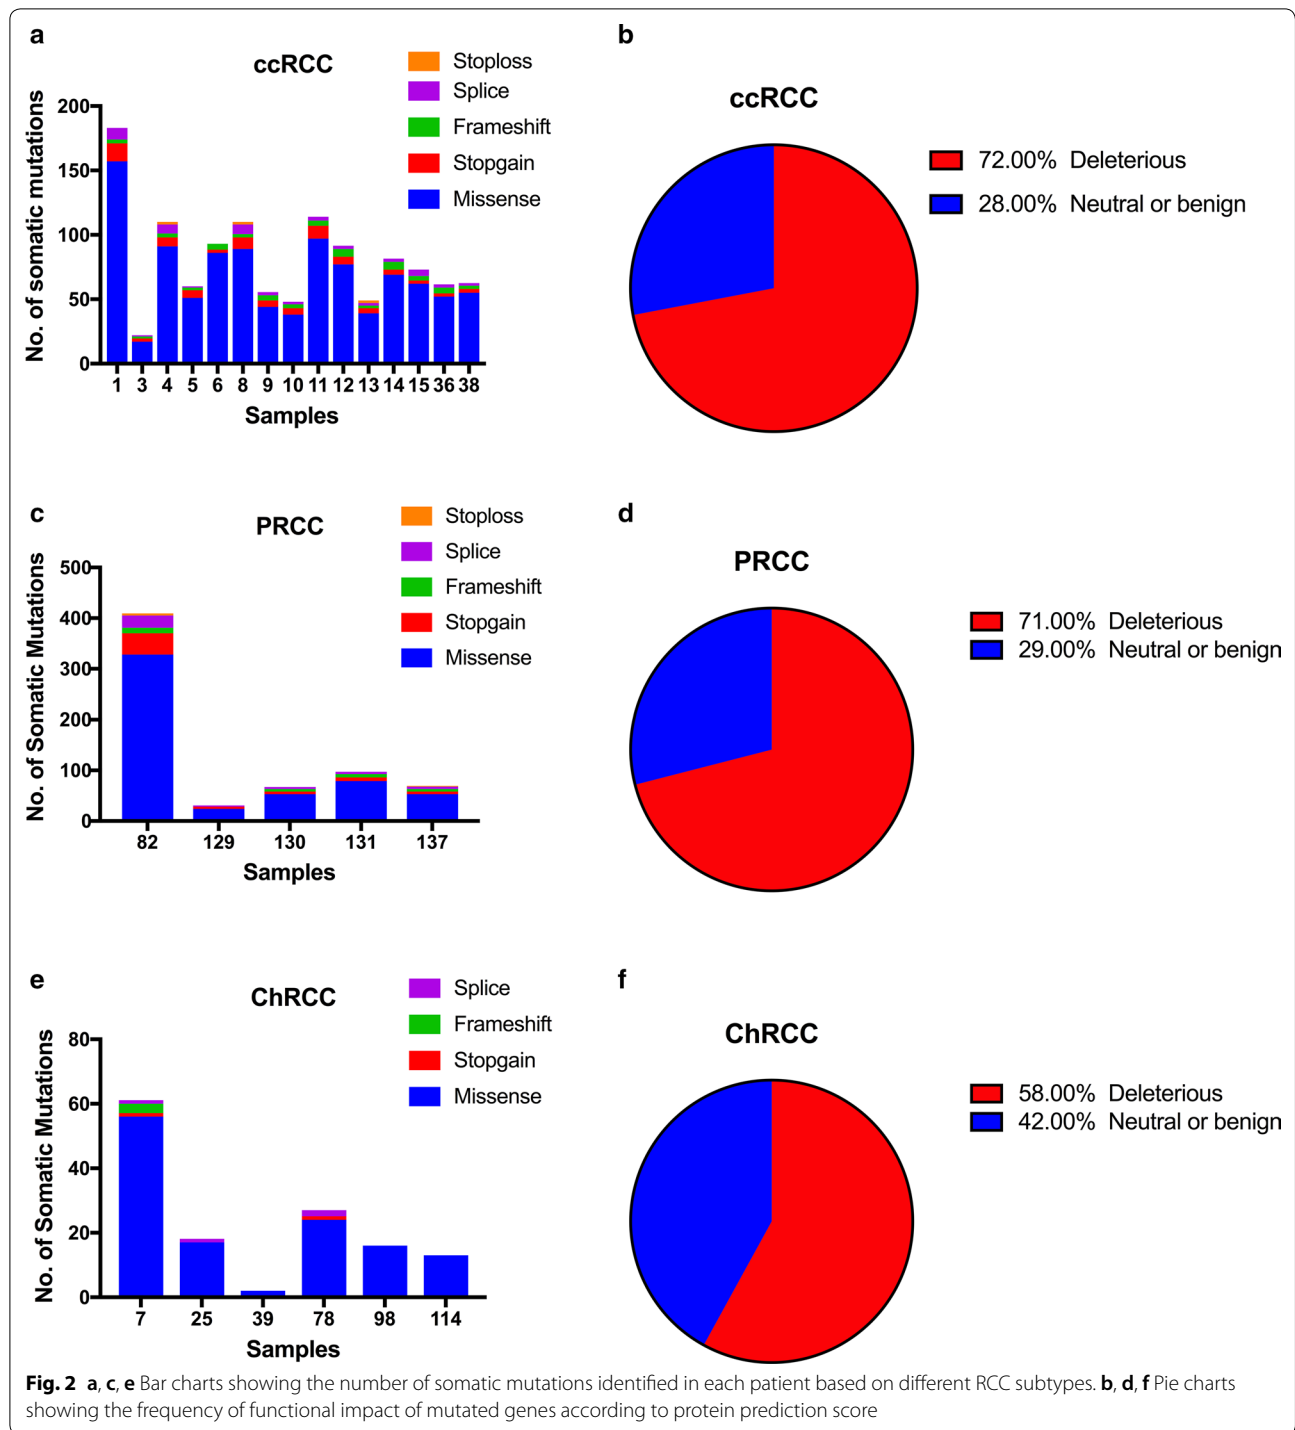 a
ccRCC
Stoploss
Splice
Frameshift
Stopgain
Missense
No. of somatic mutations
200
150
100
50
0
1 3 4 5 6 8 9 10 11 12 13 14 15 36 38
Samples
b
ccRCC
72.00% Deleterious
28.00% Neutral or benign
c
PRCC
Stoploss
Splice
Frameshift
Stopgain
Missense
No. of Somatic Mutations
500
400
300
200
100
0
82 129 130 131 137
Samples
d
PRCC
71.00% Deleterious
29.00% Neutral or benign
e
ChRCC
Splice
Frameshift
Stopgain
Missense
No. of Somatic Mutations
80
60
40
20
0
7 25 39 78 98 114
Samples
f
ChRCC
58.00% Deleterious
42.00% Neutral or benign
Fig. 2 a, c, e Bar charts showing the number of somatic mutations identified in each patient based on different RCC subtypes. b, d, f Pie charts
showing the frequency of functional impact of mutated genes according to protein prediction score